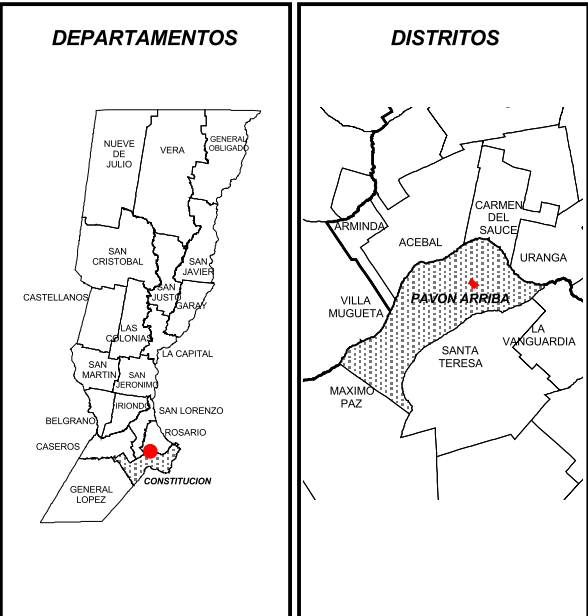 DEPARTAMENTOS
NUEVE
DE
JULIO
VERA
GENERAL
OBLIGADO
SAN
CRISTOBAL
SAN
JAVIER
CASTELLANOS
SAN
JUSTO
GARAY
LAS
COLONIAS
LA CAPITAL
SAN
MARTIN
SAN
JERONIMO
IRIONDO
SAN LORENZO
BELGRANO
ROSARIO
CASEROS
CONSTITUCION
GENERAL
LOPEZ
DISTRITOS
CARMEN
DEL
SAUCE
ARMINDA
ACEBAL
URANGA
PAVON ARRIBA
VILLA
MUGUETA
LA
VANGUARDIA
SANTA
TERESA
MAXIMO
PAZ